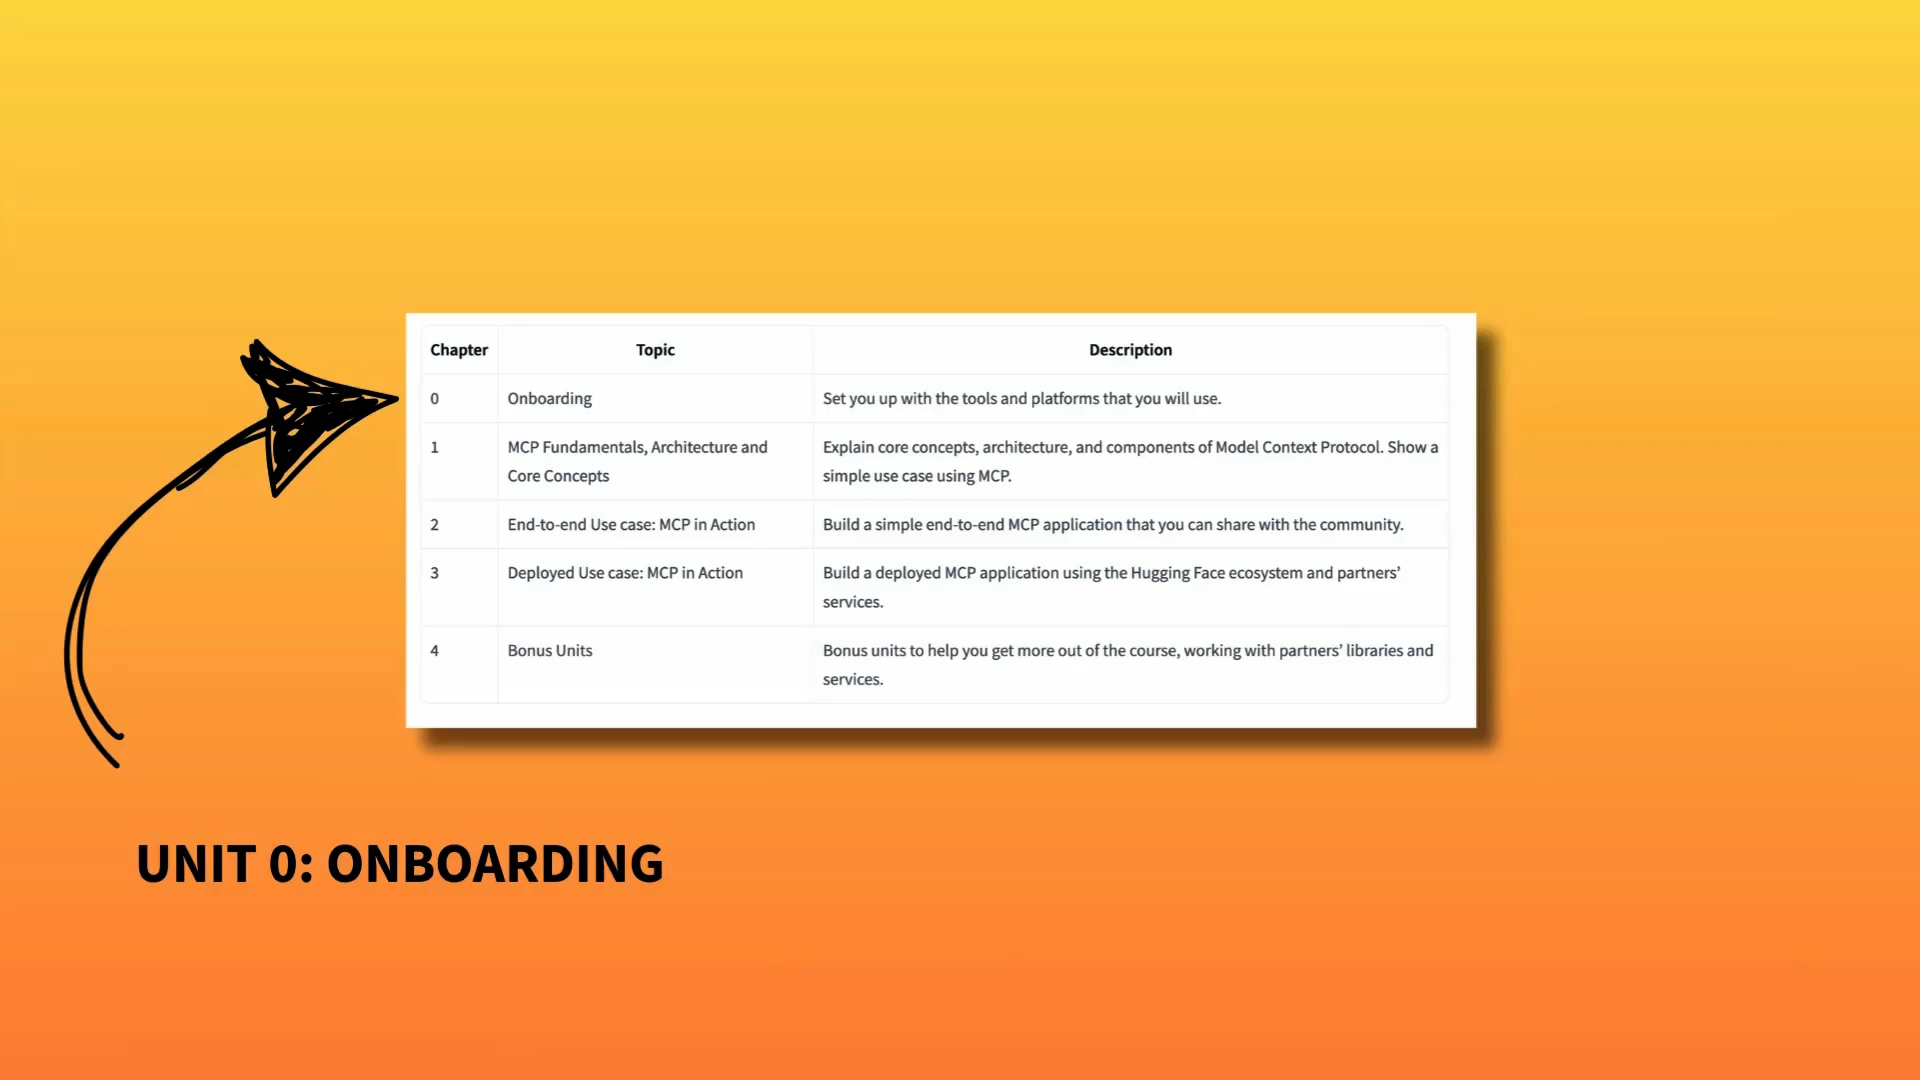 Chapter Topic Description
0 Onboarding Set you up with the tools and platforms that you will use.
1 MCP Fundamentals, Architecture and Explain core concepts, architecture, and components of Model Context Protocol. Show a
Core Concepts simple use case using MCP.
2 End-to-end Use case: MCP in Action Build a simple end-to-end MCP application that you can share with the community.
3 Deployed Use case: MCP in Action Build a deployed MCP application using the Hugging Face ecosystem and partners’
services.
4 Bonus Units Bonus units to help you get more out of the course, working with partners’ libraries and
services.
UNIT 0: ONBOARDING